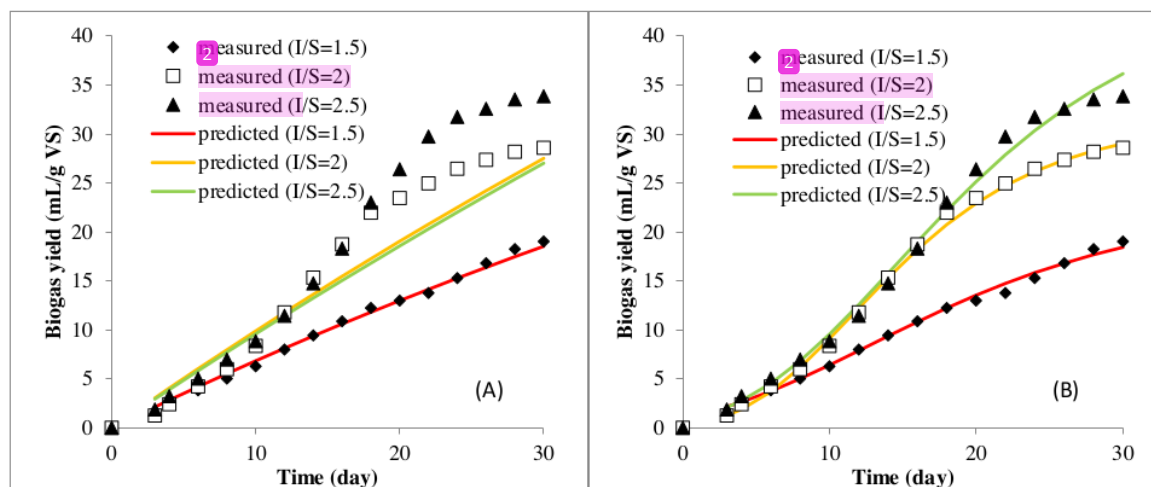 2
measured (I/S=1.5)
measured (I/S=2)
measured (I/S=2.5)
predicted (I/S=1.5)
predicted (I/S=2)
predicted (I/S=2.5)
40
35
30
25
20
15
10
5
0
Biogas yield (mL/g VS)
(A)
0 10 20 30
Time (day)
2
measured (I/S=1.5)
measured (I/S=2)
measured (I/S=2.5)
predicted (I/S=1.5)
predicted (I/S=2)
predicted (I/S=2.5)
40
35
30
25
20
15
10
5
0
Biogas yield (mL/g VS)
(B)
0 10 20 30
Time (day)